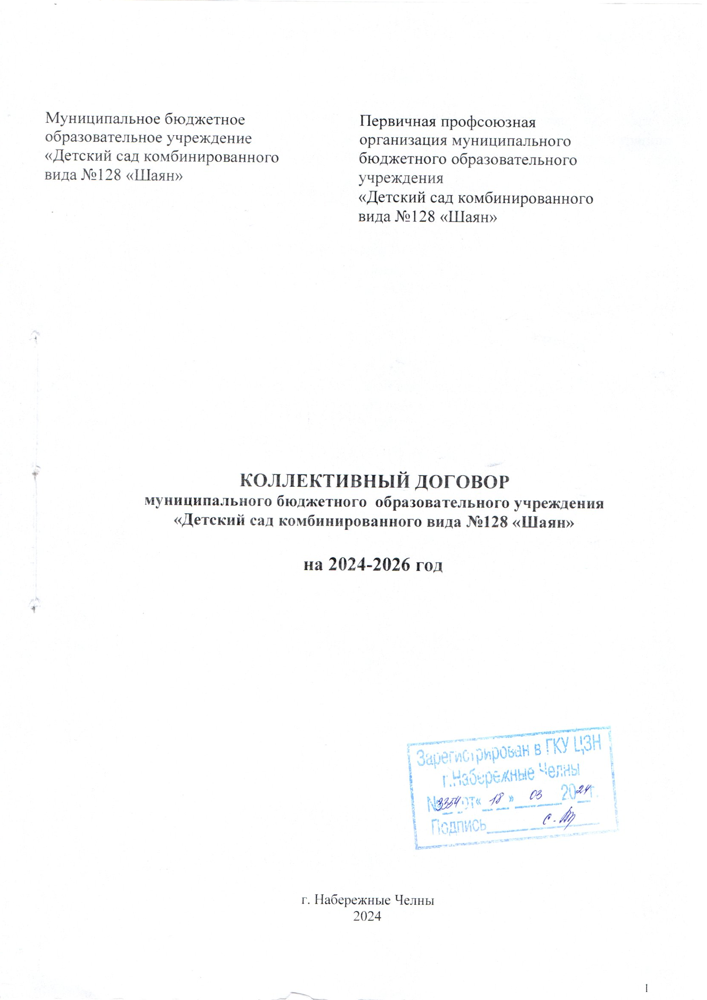 Муниципальное бюджетное
образовательное учреждение
«Детский сад комбинированного
вида №128 «Шаян»
Первичная профсоюзная
организация муниципального
бюджетного образовательного
учреждения
«Детский сад комбинированного
вида №128 «Шаян»
КОЛЛЕКТИВНЫЙ ДОГОВОР
муниципального бюджетного образовательного учреждения
«Детский сад комбинированного вида №128 «Шаян»
на 2024-2026 год
Зарегистрирован в ГКУ ЦЗН
г.Набережные Челны
№ 3354 от « 18 » 03 2024 г.
Подпись
г. Набережные Челны
2024
1